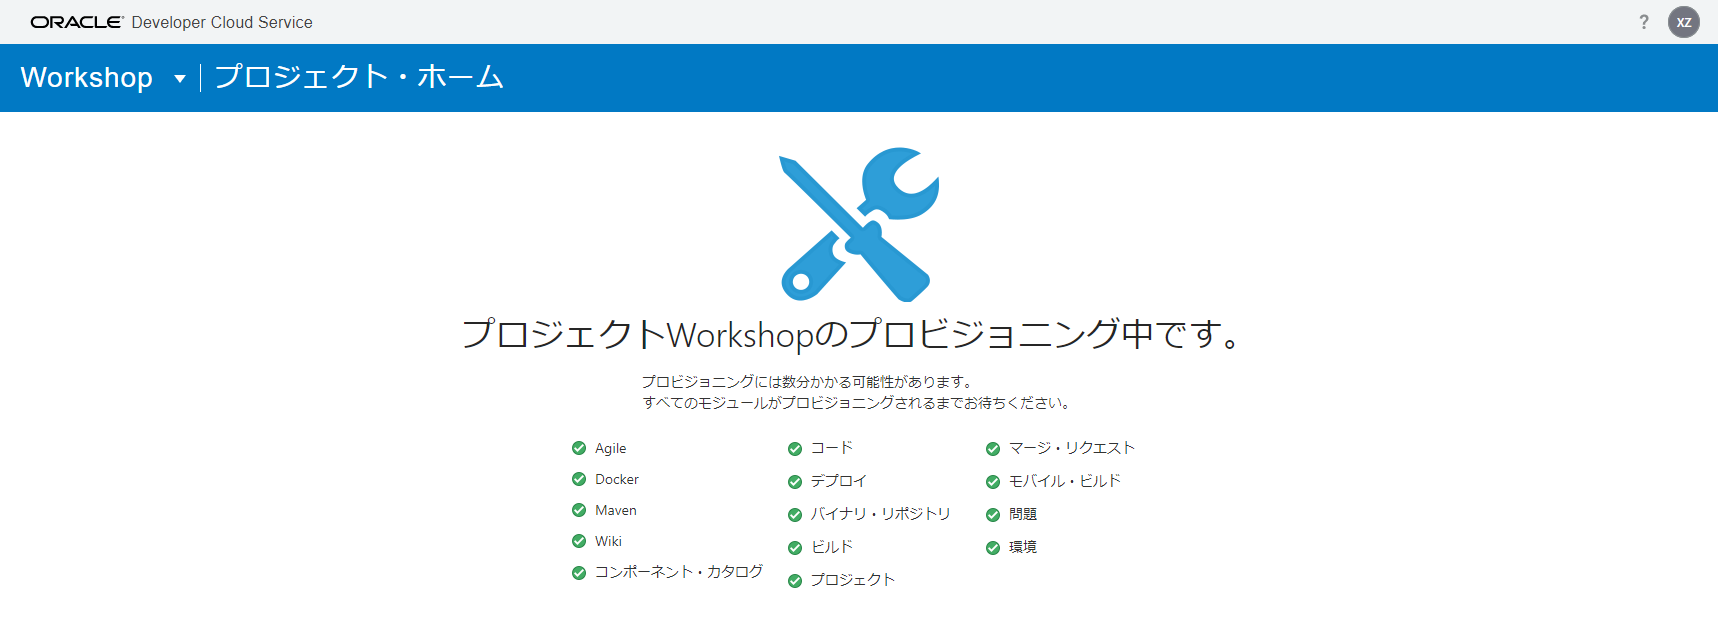 ORACLE® Developer Cloud Service
? XZ
Workshop プロジェクト・ホーム
プロジェクトWorkshopのプロビジョニング中です。
プロビジョニングには数分かかる可能性があります。
すべてのモジュールがプロビジョニングされるまでお待ちください。
Agile
Docker
Maven
Wiki
コンポーネント・カタログ
コード
デプロイ
バイナリ・リポジトリ
ビルド
プロジェクト
マージ・リクエスト
モバイル・ビルド
問題
環境